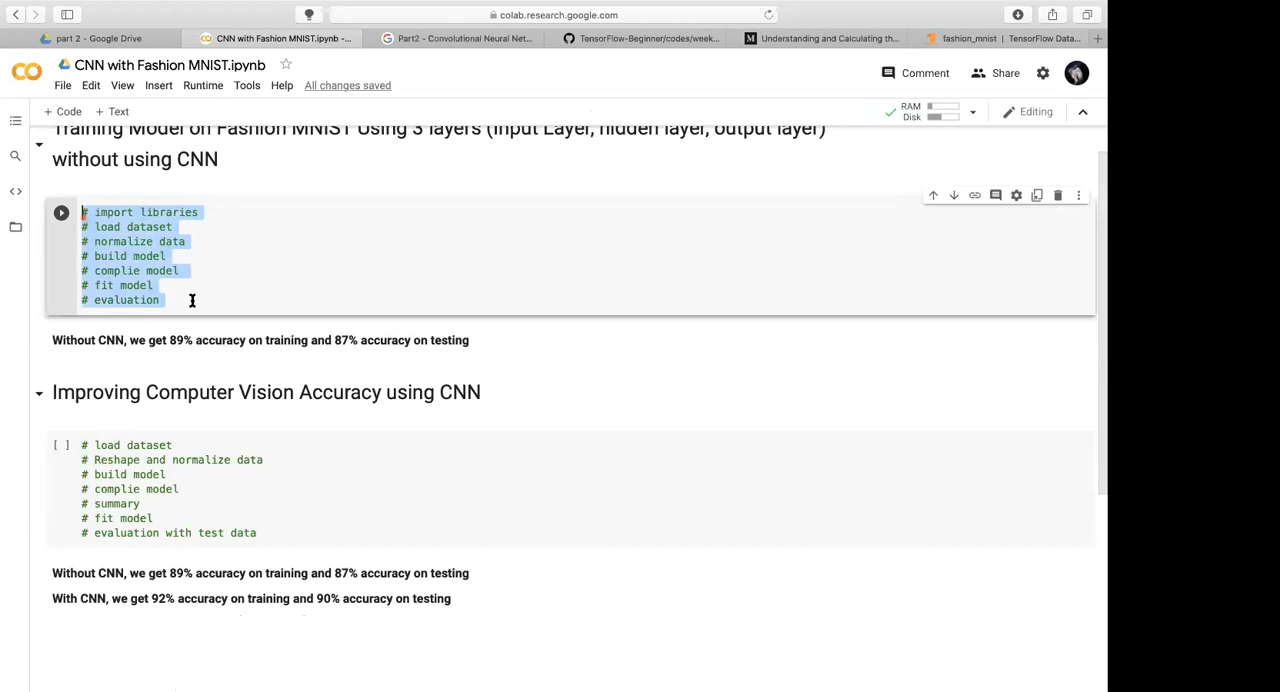 colab.research.google.com
part 2 - Google Drive
CNN with Fashion MNIST.ipynb -...
Part2 - Convolutional Neural Net...
TensorFlow-Beginner/codes/week...
Understanding and Calculating th...
fashion_mnist | TensorFlow Data...
CO
CNN with Fashion MNIST.ipynb
Comment
Share
File Edit View Insert Runtime Tools Help All changes saved
+ Code + Text
RAM
Disk
Editing
Training Model on Fashion MNIST Using 3 layers (Input Layer, hidden layer, output layer)
without using CNN
# import libraries
# load dataset
# normalize data
# build model
# complie model
# fit model
# evaluation
Without CNN, we get 89% accuracy on training and 87% accuracy on testing
Improving Computer Vision Accuracy using CNN
[ ] # load dataset
# Reshape and normalize data
# build model
# complie model
# summary
# fit model
# evaluation with test data
Without CNN, we get 89% accuracy on training and 87% accuracy on testing
With CNN, we get 92% accuracy on training and 90% accuracy on testing